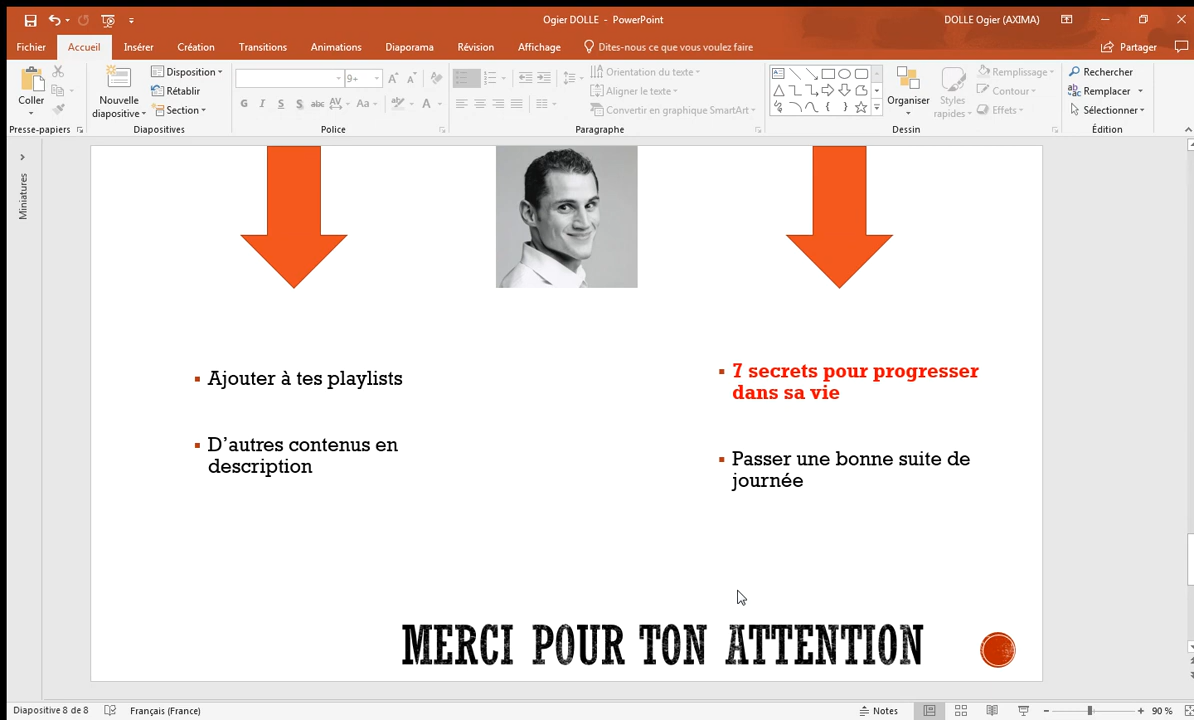 Ogier DOLLE - PowerPoint
DOLLE Ogier (AXIMA)
Fichier
Accueil
Insérer
Création
Transitions
Animations
Diaporama
Révision
Affichage
Dites-nous ce que vous voulez faire
Partager
Coller
Nouvelle
diapositive
Disposition
Rétablir
Section
9+
G I S S abc AV Aa A
Orientation du texte
Aligner le texte
Convertir en graphique SmartArt
Organiser
Styles
rapides
Remplissage
Contour
Effets
Rechercher
Remplacer
Sélectionner
Presse-papiers
Diapositives
Police
Paragraphe
Dessin
Édition
Miniatures
Ajouter à tes playlists
D’autres contenus en
description
7 secrets pour progresser
dans sa vie
Passer une bonne suite de
journée
MERCI POUR TON ATTENTION
Diapositive 8 de 8
Français (France)
Notes
90 %